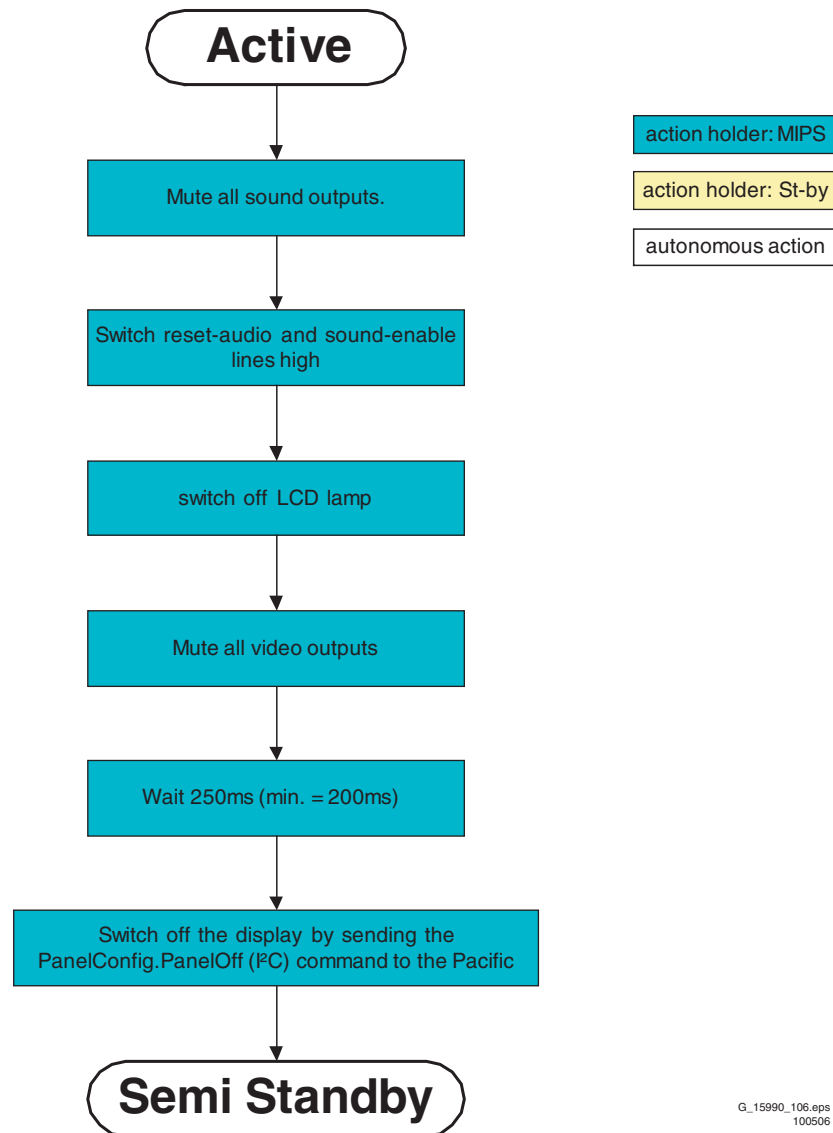 Active
action holder: MIPS
Mute all sound outputs.
action holder: St-by
autonomous action
Switch reset-audio and sound-enable
lines high
switch off LCD lamp
Mute all video outputs
Wait 250ms (min. = 200ms)
Switch off the display by sending the
PanelConfig.PanelOff (I²C) command to the Pacific
Semi Standby
G_15990_106.eps
100506